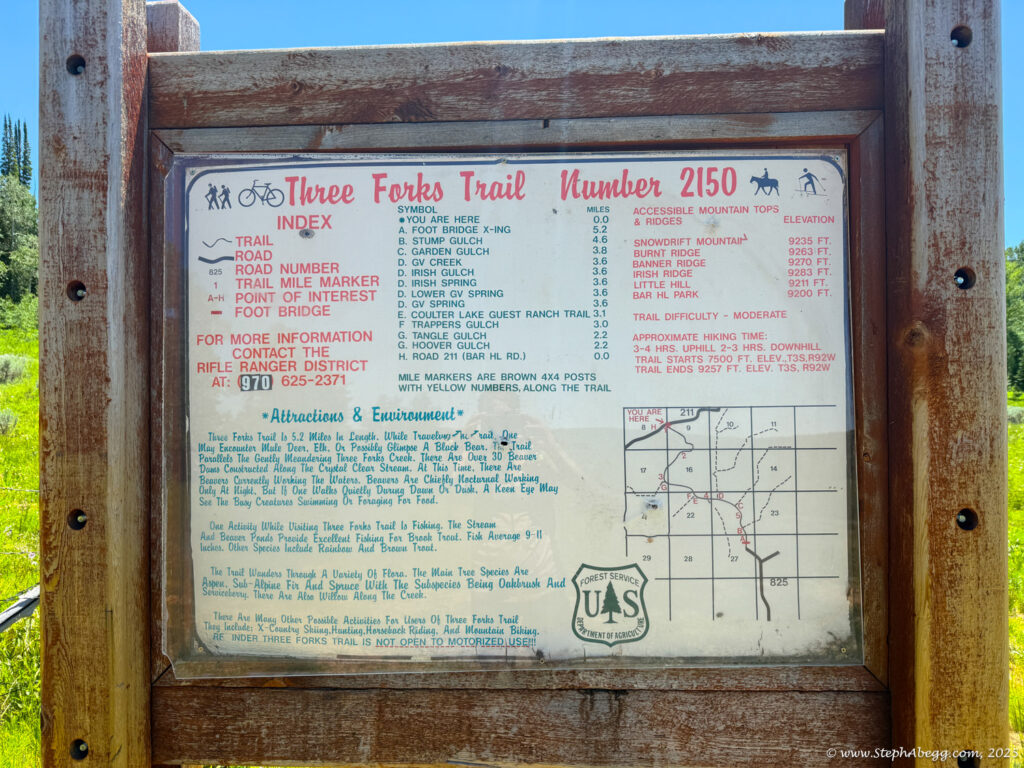 Three Forks Trail Number 2150
INDEX
TRAIL
ROAD
825 ROAD NUMBER
1 TRAIL MILE MARKER
A-H POINT OF INTEREST
FOOT BRIDGE
FOR MORE INFORMATION
CONTACT THE
RIFLE RANGER DISTRICT
AT: 970 625-2371
SYMBOL MILES
*YOU ARE HERE 0.0
A. FOOT BRIDGE X-ING 5.2
B. STUMP GULCH 4.6
C. GARDEN GULCH 3.8
D. GV CREEK 3.6
D. IRISH GULCH 3.6
D. IRISH SPRING 3.6
D. LOWER GV SPRING 3.6
D. GV SPRING 3.6
E. COULTER LAKE GUEST RANCH TRAIL 3.1
F TRAPPERS GULCH 3.0
G. TANGLE GULCH 2.2
G. HOOVER GULCH 2.2
H. ROAD 211 (BAR HL RD.) 0.0
MILE MARKERS ARE BROWN 4X4 POSTS
WITH YELLOW NUMBERS, ALONG THE TRAIL
ACCESSIBLE MOUNTAIN TOPS
& RIDGES ELEVATION
SNOWDRIFT MOUNTAIN 9235 FT.
BURNT RIDGE 9263 FT.
BANNER RIDGE 9270 FT.
IRISH RIDGE 9283 FT.
LITTLE HILL 9211 FT.
BAR HL PARK 9200 FT.
TRAIL DIFFICULTY - MODERATE
APPROXIMATE HIKING TIME:
3-4 HRS. UPHILL 2-3 HRS. DOWNHILL
TRAIL STARTS 7500 FT. ELEV., T3S, R92W
TRAIL ENDS 9257 FT. ELEV. T3S, R92W
*Attractions & Environment*
Three Forks Trail Is 5.2 Miles In Length. While Traveling The Trail, One
May Encounter Mule Deer, Elk, Or Possibly Glimpse A Black Bear. The Trail
Parallels The Gently Meandering Three Forks Creek. There Are Over 30 Beaver
Dams Constructed Along The Crystal Clear Stream. At This Time, There Are
Beavers Currently Working The Waters. Beavers Are Chiefly Nocturnal Working
Only At Night, But If One Walks Quietly During Dawn Or Dusk, A Keen Eye May
See The Busy Creatures Swimming Or Foraging For Food.
One Activity While Visiting Three Forks Trail Is Fishing. The Stream
And Beaver Ponds Provide Excellent Fishing For Brook Trout. Fish Average 9-11
Inches. Other Species Include Rainbow And Brown Trout.
The Trail Wanders Through A Variety Of Flora. The Main Tree Species Are
Aspen, Sub-Alpine Fir And Spruce With The Subspecies Being Oakbrush And
Serviceberry. There Are Also Willow Along The Creek.
There Are Many Other Possible Activities For Users Of Three Forks Trail
They Include: X-Country Skiing, Hunting, Horseback Riding, And Mountain Biking.
RE INDER THREE FORKS TRAIL IS NOT OPEN TO MOTORIZED USE!!!
YOU ARE
HERE
211
8 H 9 10 11
2
17 16 14
3
G
F E 4 D
C
4 22 5 23
B
A
29 28 27
825
FOREST SERVICE
U S
DEPARTMENT OF AGRICULTURE
© www.StephAbegg.com, 2023